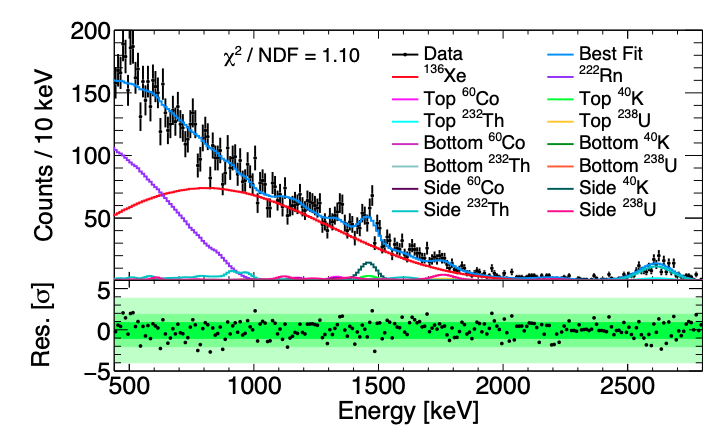 200
150
100
50
Counts / 10 keV
χ² / NDF = 1.10
Data
Best Fit
¹³⁶Xe
²²²Rn
Top ⁶⁰Co
Top ⁴⁰K
Top ²³²Th
Top ²³⁸U
Bottom ⁶⁰Co
Bottom ⁴⁰K
Bottom ²³²Th
Bottom ²³⁸U
Side ⁶⁰Co
Side ⁴⁰K
Side ²³²Th
Side ²³⁸U
5
0
−5
Res. [σ]
500 1000 1500 2000 2500
Energy [keV]